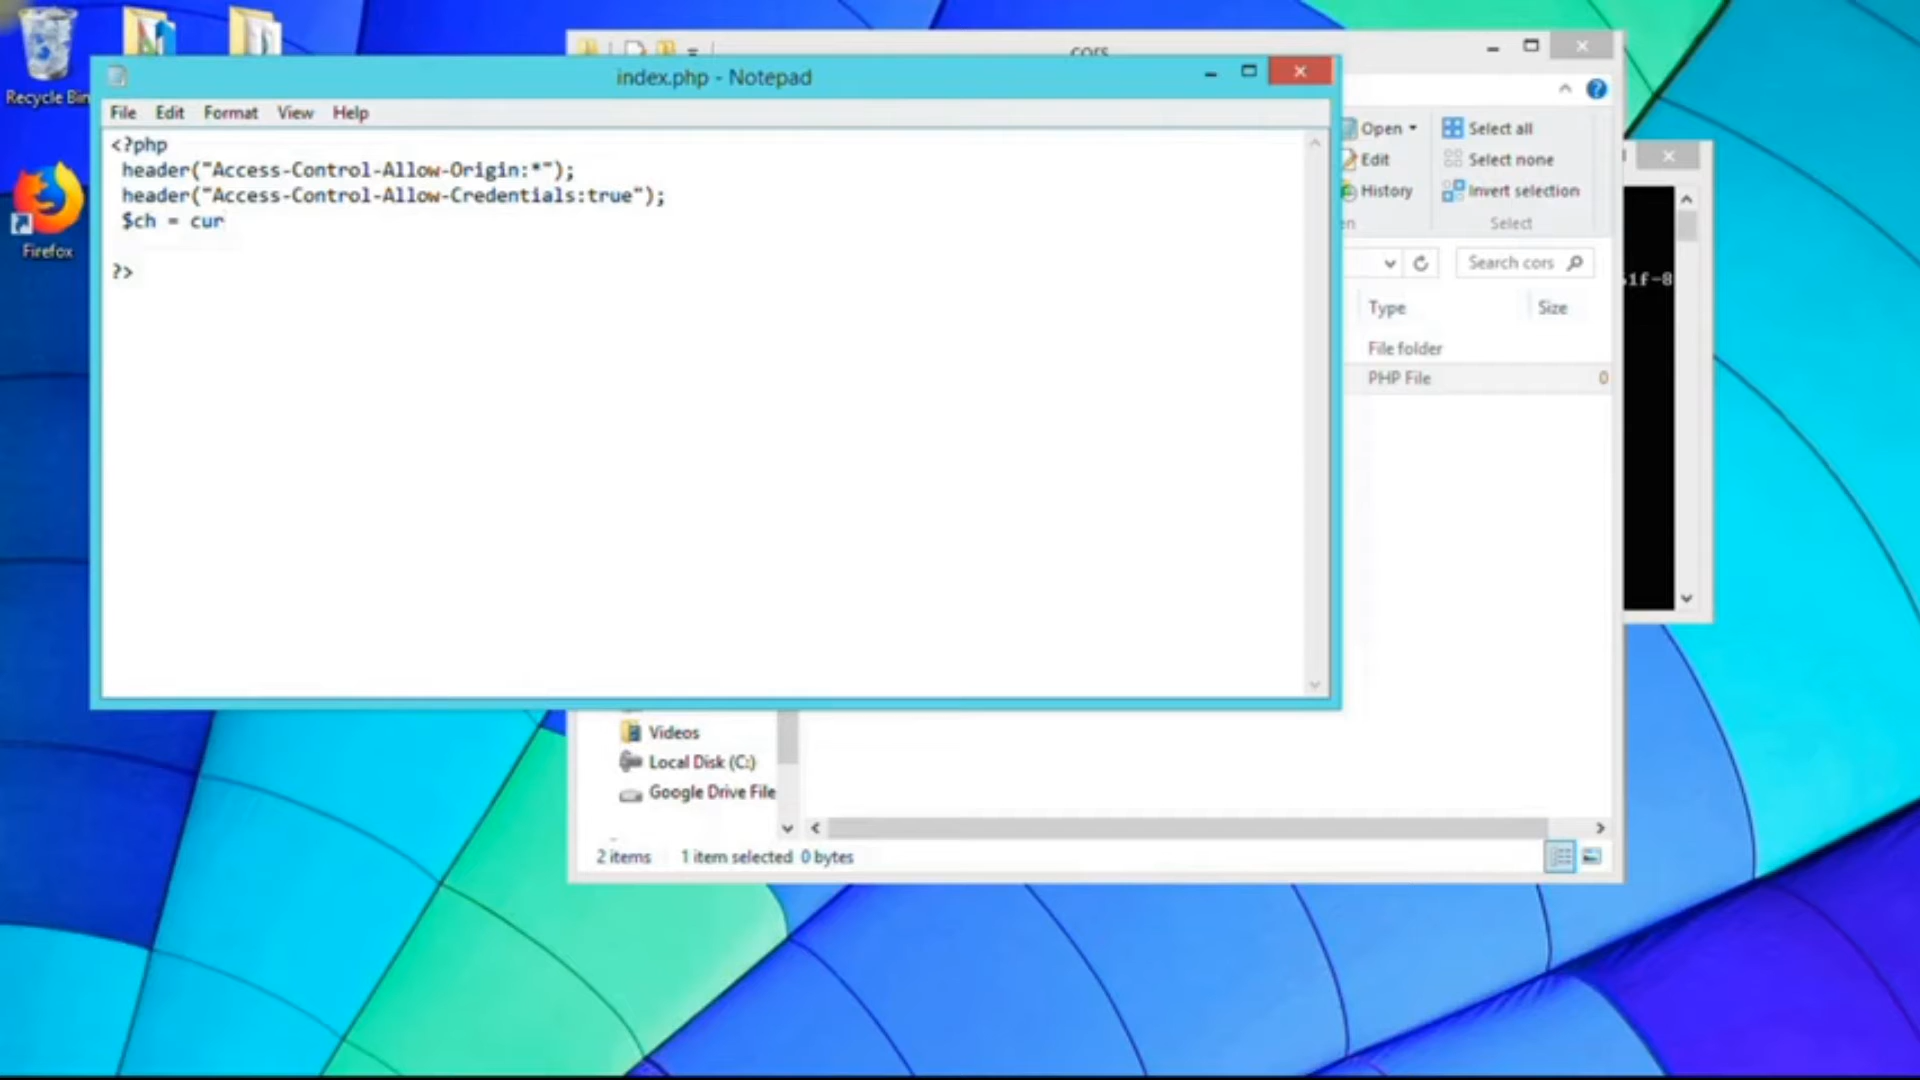 cors
Recycle Bin
index.php - Notepad
File Edit Format View Help
<?php
header("Access-Control-Allow-Origin:*");
header("Access-Control-Allow-Credentials:true");
$ch = cur
?>
Firefox
Open Select all
Edit Select none
History Invert selection
Select
Search cors
Type Size
File folder
PHP File 0
Videos
Local Disk (C:)
Google Drive File
2 items 1 item selected 0 bytes